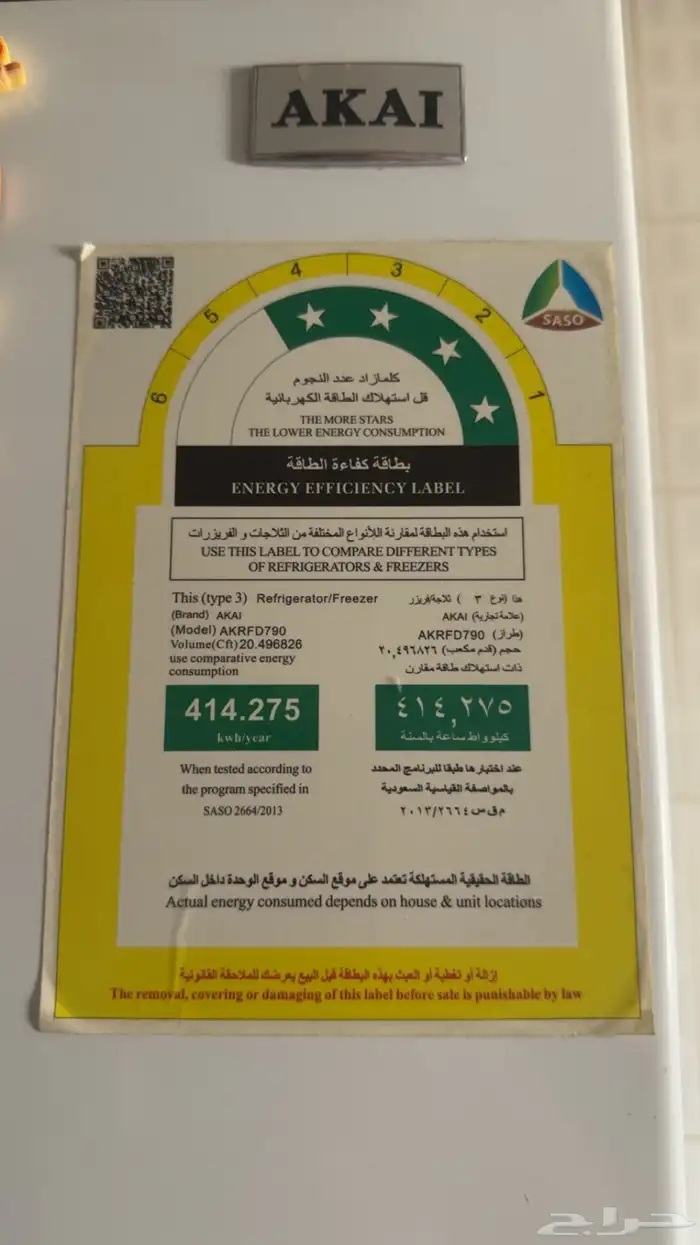 AKAI
6 5 4 3 2 1
SASO
كلمازاد عدد النجوم
قل استهلاك الطاقة الكهربائية
THE MORE STARS
THE LOWER ENERGY CONSUMPTION
بطاقة كفاءة الطاقة
ENERGY EFFICIENCY LABEL
استخدام هذه البطاقة لمقارنة اللأنواع المختلفة من الثلاجات و الفريزرات
USE THIS LABEL TO COMPARE DIFFERENT TYPES
OF REFRIGERATORS & FREEZERS
This (type 3) Refrigerator/Freezer
(Brand) AKAI
(Model) AKRFD790
Volume(Cft) 20.496826
use comparative energy
consumption
هذا (نوع ٣ ) ثلاجة/فريزر
(علامة تجارية) AKAI
(طراز) AKRFD790
حجم (قدم مكعب) ٢٠,٤٩٦٨٢٦
ذات استهلاك طاقة مقارن
414.275
kwh/year
٤١٤,٢٧٥
كيلوواط ساعة بالسنة
When tested according to
the program specified in
SASO 2664/2013
عند اختبارها طبقا للبرنامج المحدد
بالمواصفة القياسية السعودية
م ق س ٢٠١٣/٢٦٦٤
الطاقة الحقيقية المستهلكة تعتمد على موقع السكن و موقع الوحدة داخل السكن
Actual energy consumed depends on house & unit locations
إزالة أو تغطية أو العبث بهذه البطاقة قبل البيع يعرضك للملاحقة القانونية
The removal, covering or damaging of this label before sale is punishable by law
حراج